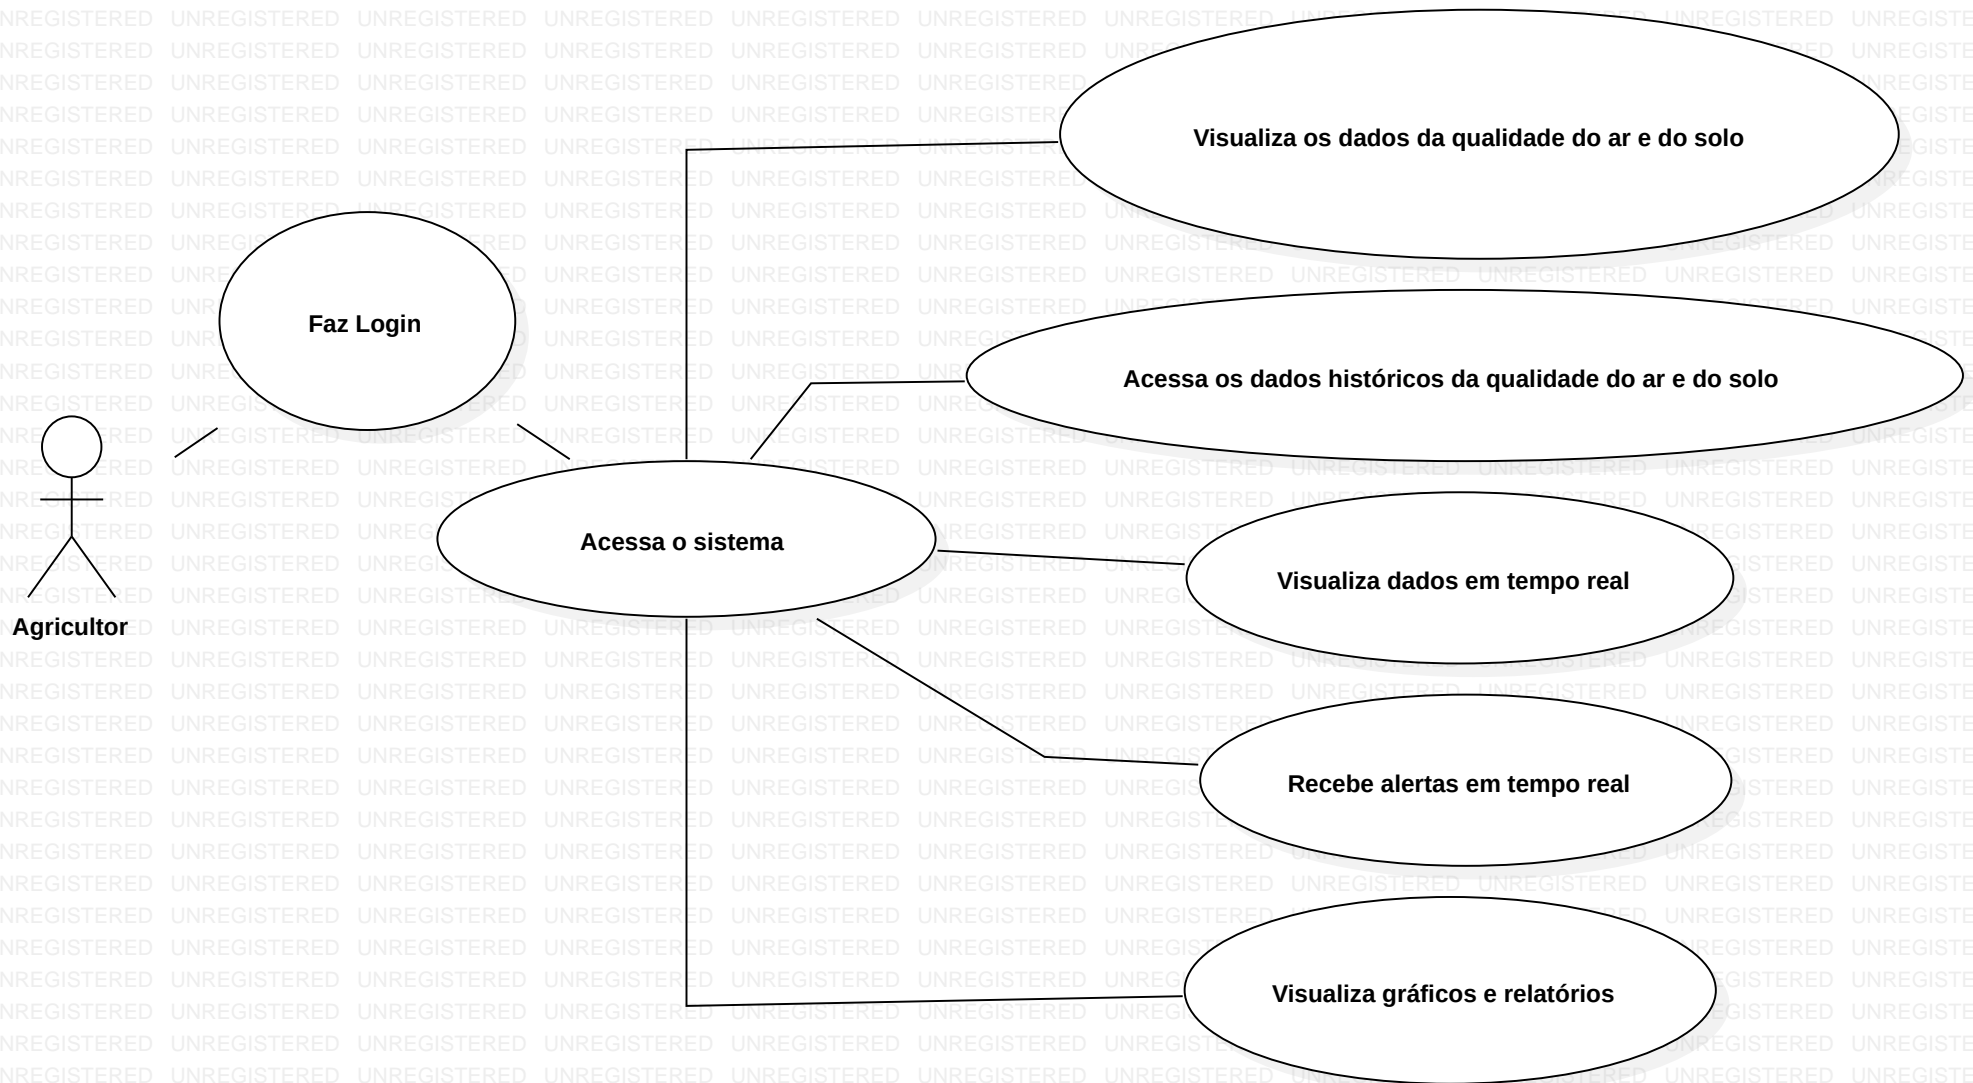 Visualiza os dados da qualidade do ar e do solo
Faz Login
Acessa os dados históricos da qualidade do ar e do solo
Acessa o sistema
Visualiza dados em tempo real
Agricultor
Recebe alertas em tempo real
Visualiza gráficos e relatórios
UNREGISTERED